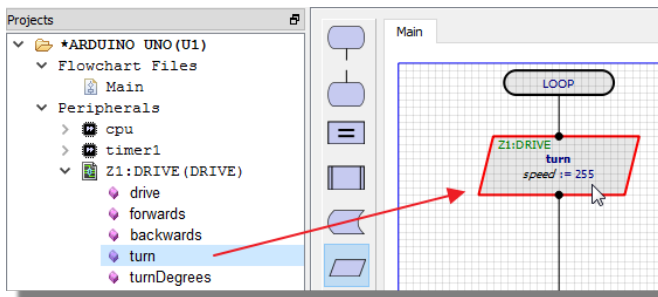 Projects
*ARDUINO UNO(U1)
Flowchart Files
Main
Peripherals
cpu
timer1
Z1:DRIVE(DRIVE)
drive
forwards
backwards
turn
turnDegrees
Main
LOOP
Z1:DRIVE
turn
speed := 255